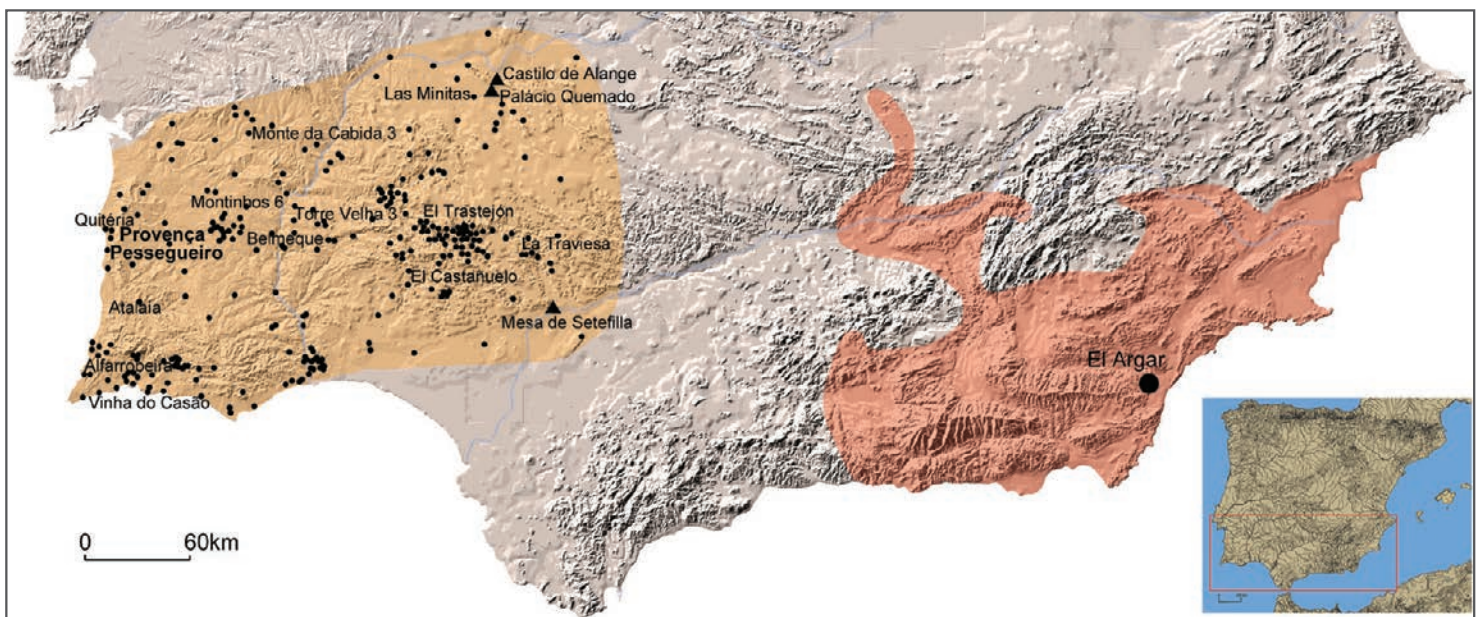 Castilo de Alange
Las Minitas
Palácio Quemado
Monte da Cabida 3
Montinhos 6
Torre Velha 3
El Trastejón
Quitéria
Provença
Belmeque
La Traviesa
Pessegueiro
El Castañuelo
Atalaia
Mesa de Setefilla
Alfarrobeira
El Argar
Vinha do Casão
0 60km